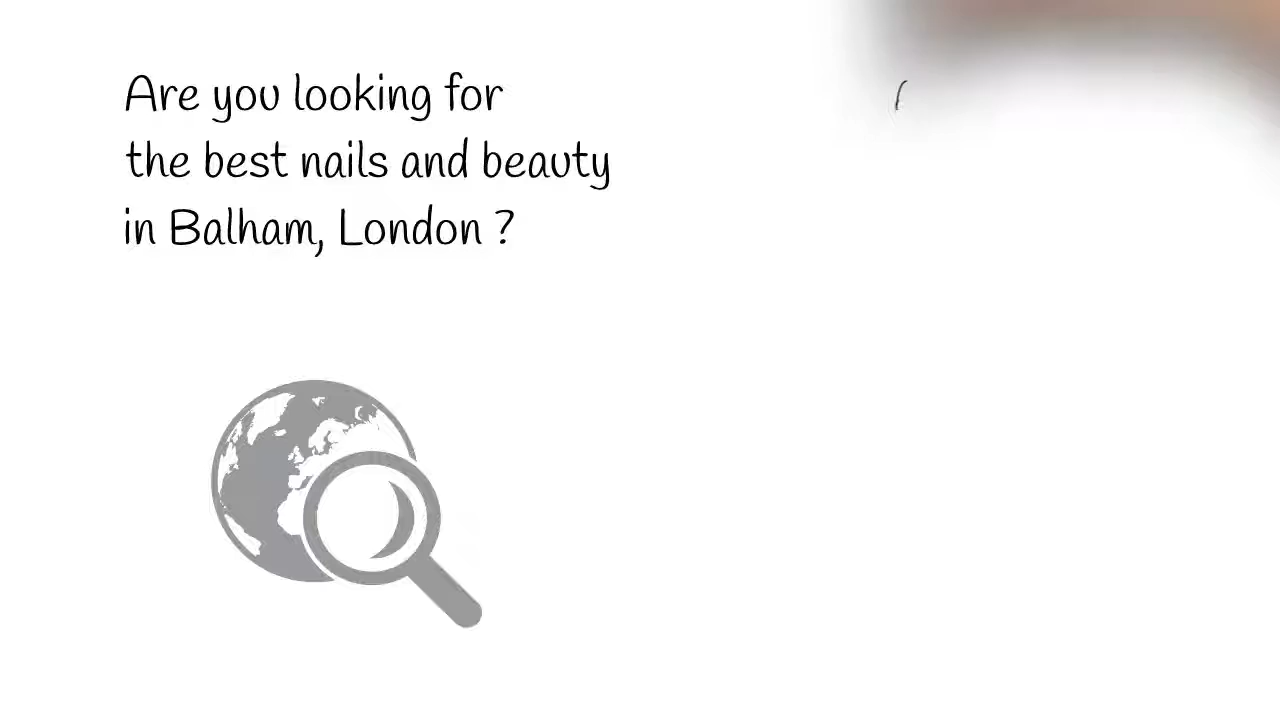 Are you looking for
the best nails and beauty
in Balham, London ?